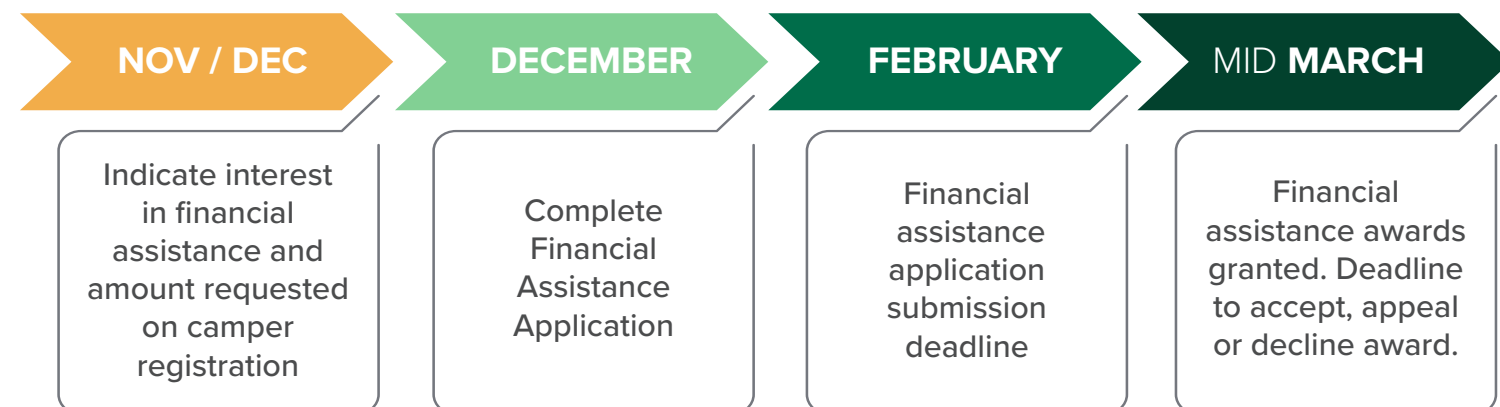 NOV / DEC
Indicate interest
in financial
assistance and
amount requested
on camper
registration
DECEMBER
Complete
Financial
Assistance
Application
FEBRUARY
Financial
assistance
application
submission
deadline
MID MARCH
Financial
assistance awards
granted. Deadline
to accept, appeal
or decline award.